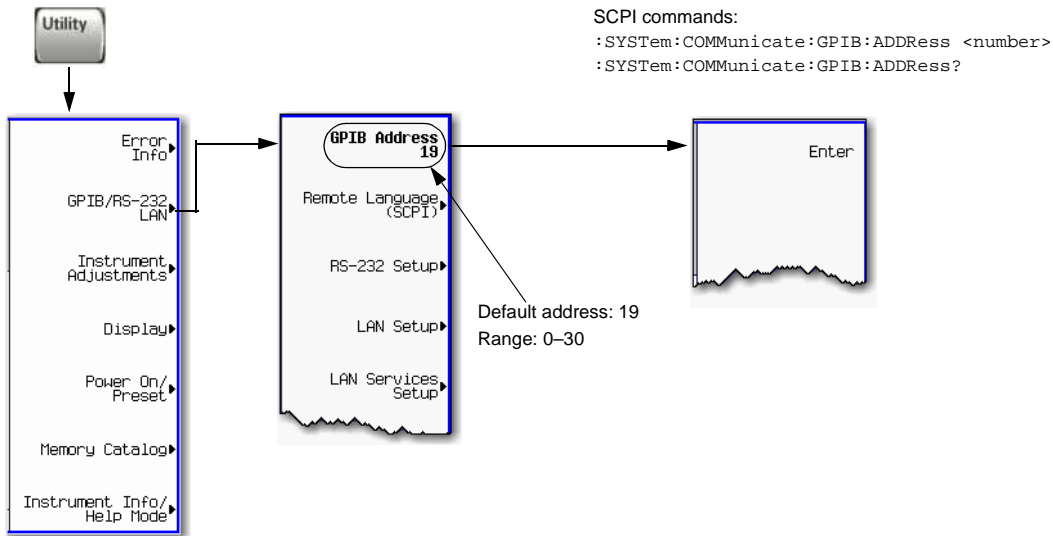 Utility
SCPI commands:
:SYSTem:COMMunicate:GPIB:ADDRess <number>
:SYSTem:COMMunicate:GPIB:ADDRess?
Error
Info
GPIB/RS-232
LAN
Instrument
Adjustments
Display
Power On/
Preset
Memory Catalog
Instrument Info/
Help Mode
GPIB Address
19
Remote Language
(SCPI)
RS-232 Setup
LAN Setup
LAN Services
Setup
Default address: 19
Range: 0–30
Enter